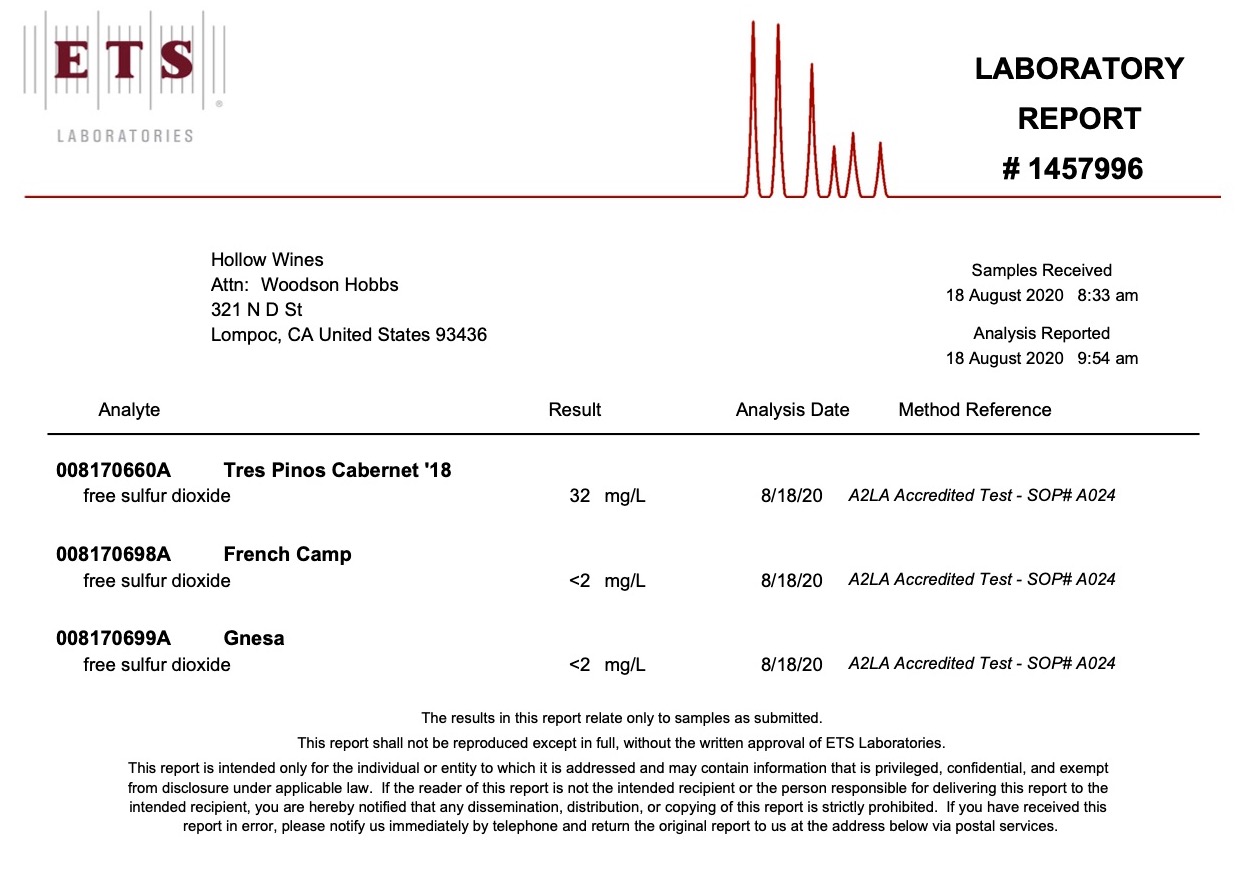 ETS
®
LABORATORIES
LABORATORY
REPORT
# 1457996
Hollow Wines
Attn:  Woodson Hobbs
321 N D St
Lompoc, CA United States 93436
Samples Received
18 August 2020   8:33 am
Analysis Reported
18 August 2020   9:54 am
Analyte Result Analysis Date Method Reference
008170660A Tres Pinos Cabernet '18
free sulfur dioxide 32 mg/L 8/18/20 A2LA Accredited Test - SOP# A024
008170698A French Camp
free sulfur dioxide <2 mg/L 8/18/20 A2LA Accredited Test - SOP# A024
008170699A Gnesa
free sulfur dioxide <2 mg/L 8/18/20 A2LA Accredited Test - SOP# A024
The results in this report relate only to samples as submitted.
This report shall not be reproduced except in full, without the written approval of ETS Laboratories.
This report is intended only for the individual or entity to which it is addressed and may contain information that is privileged, confidential, and exempt
from disclosure under applicable law.  If the reader of this report is not the intended recipient or the person responsible for delivering this report to the
intended recipient, you are hereby notified that any dissemination, distribution, or copying of this report is strictly prohibited.  If you have received this
report in error, please notify us immediately by telephone and return the original report to us at the address below via postal services.